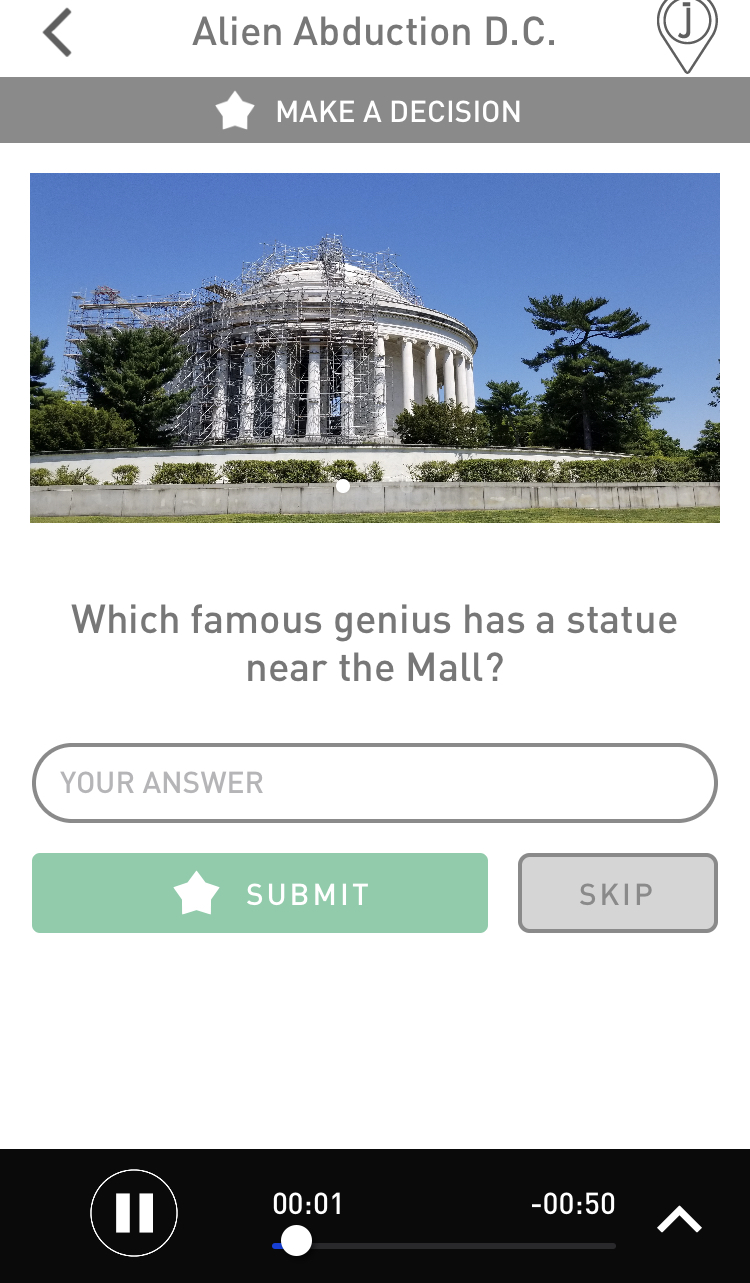 Alien Abduction D.C.
j
MAKE A DECISION
Which famous genius has a statue
near the Mall?
YOUR ANSWER
SUBMIT
SKIP
00:01
-00:50